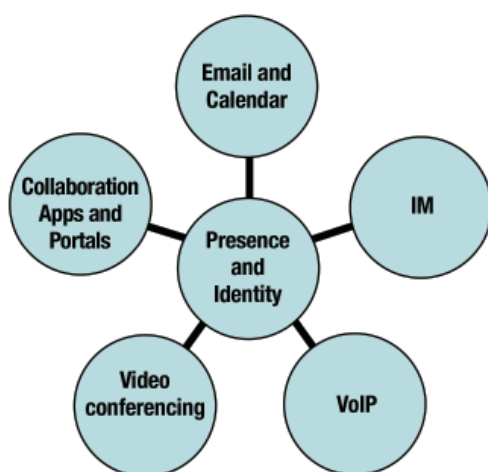 Email and
Calendar
Collaboration
Apps and
Portals
IM
Presence
and
Identity
Video
conferencing
VoIP